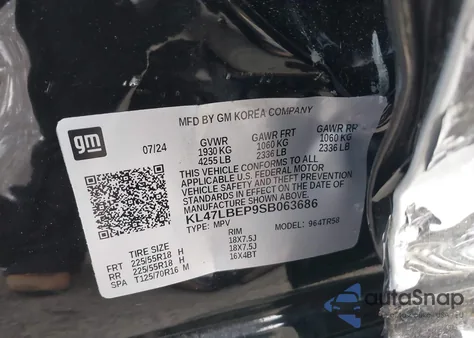 MFD BY GM KOREA COMPANY
gm
07/24
GVWR GAWR FRT GAWR RR
1930 KG 1060 KG 1060 KG
4255 LB 2336 LB 2336 LB
THIS VEHICLE CONFORMS TO ALL
APPLICABLE U.S. FEDERAL MOTOR
VEHICLE SAFETY AND THEFT PREVENTION
STANDARDS IN EFFECT ON THE DATE OF
MANUFACTURE SHOWN ABOVE.
KL47LBEP9SB063686
TYPE: MPV MODEL: 964TR58
TIRE SIZE RIM
FRT 225/55R18 H 18X7.5J
RR 225/55R18 H 18X7.5J
SPA T125/70R16 M 16X4BT
autoSnap